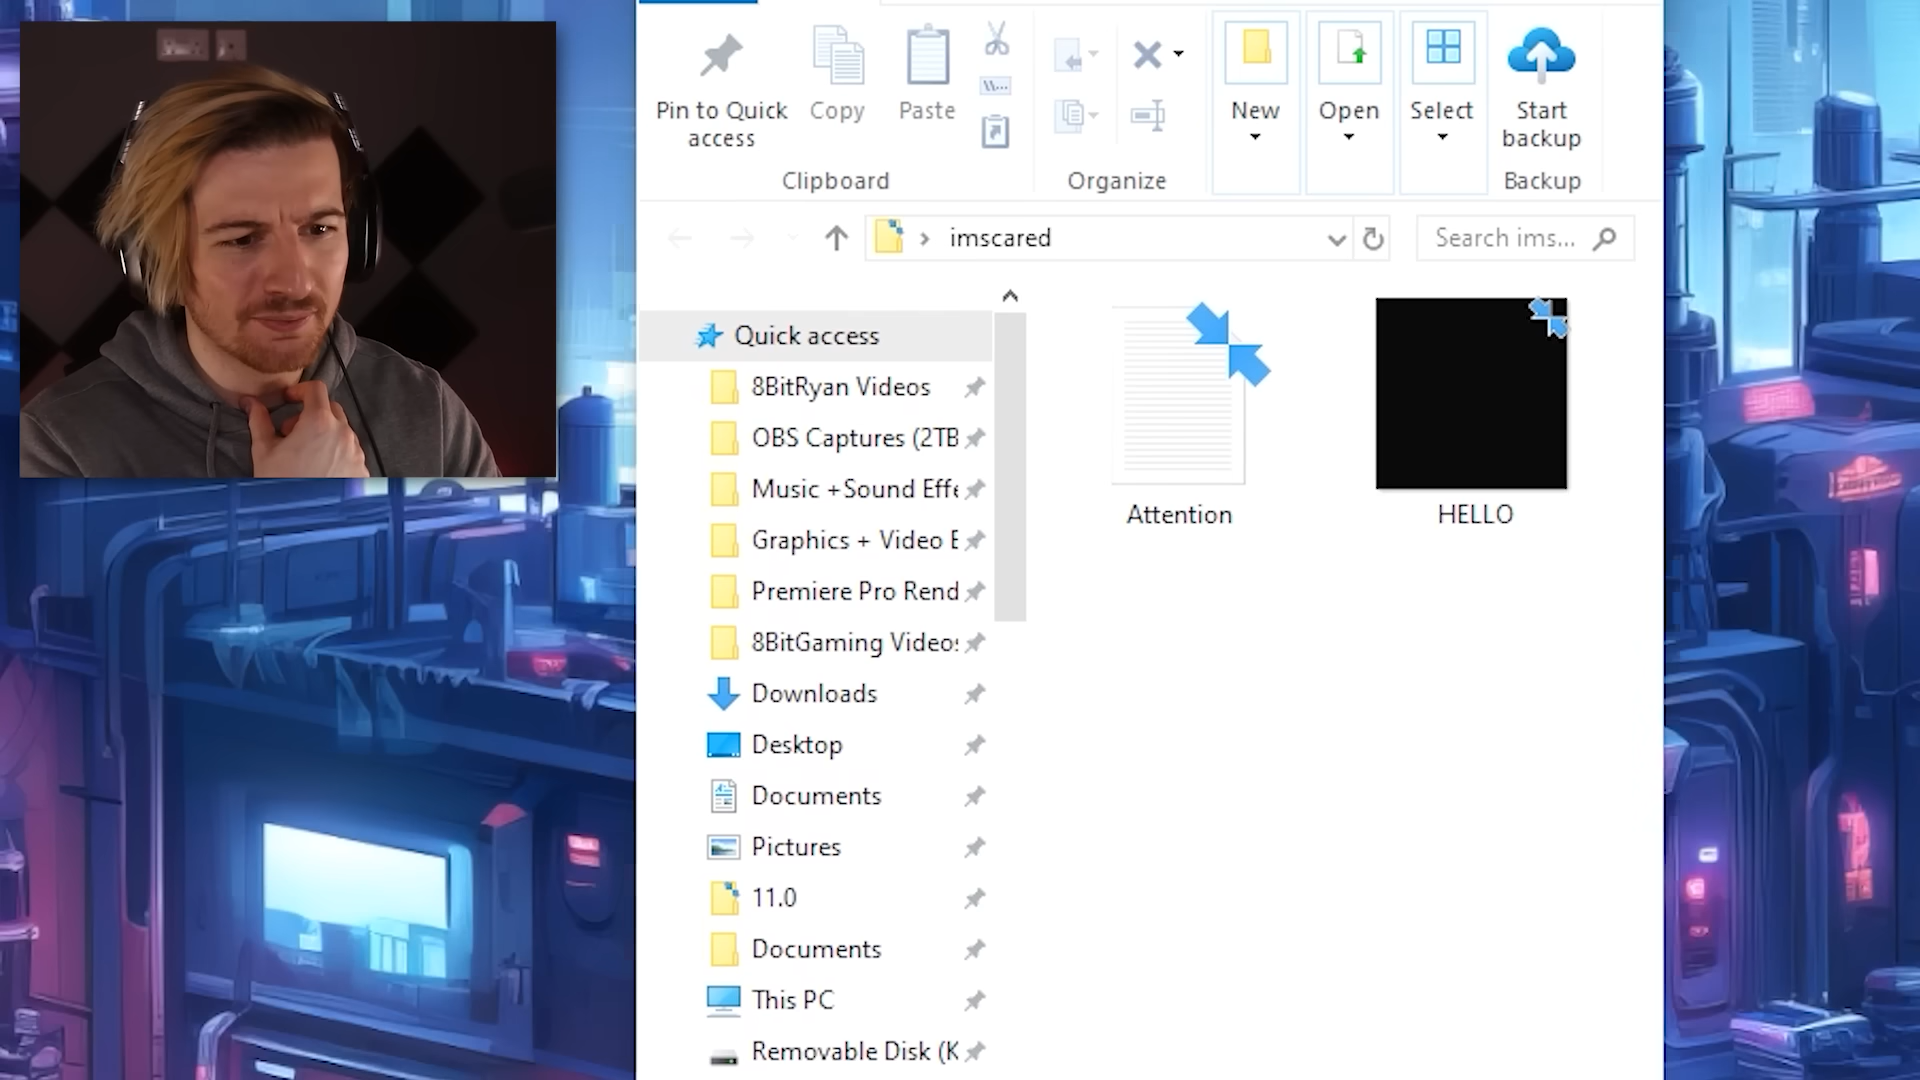 Pin to Quick access
Copy
Paste
W...
New
Open
Select
Start backup
Clipboard
Organize
Backup
imscared
Search ims...
Quick access
8BitRyan Videos
OBS Captures (2TB
Music +Sound Effe
Graphics + Video E
Premiere Pro Rend
8BitGaming Videos
Downloads
Desktop
Documents
Pictures
11.0
Documents
This PC
Removable Disk (K
Attention
HELLO